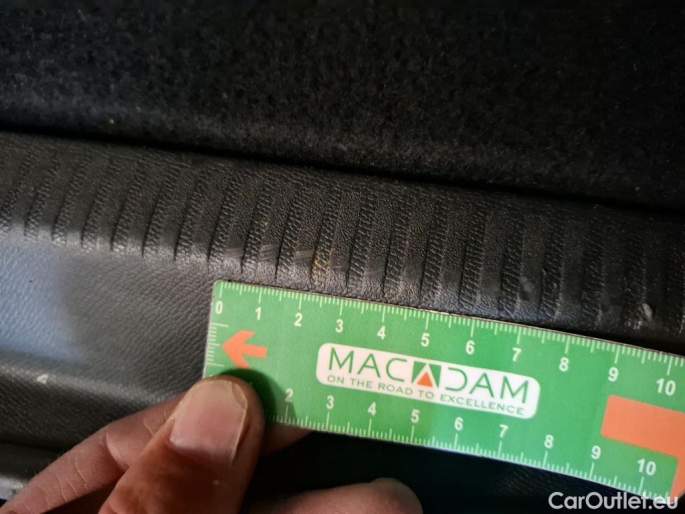 0 1 2 3 4 5 6 7 8 9 10
MACADAM
ON THE ROAD TO EXCELLENCE
2 3 4 5 6 7 8 9 10
CarOutlet.eu